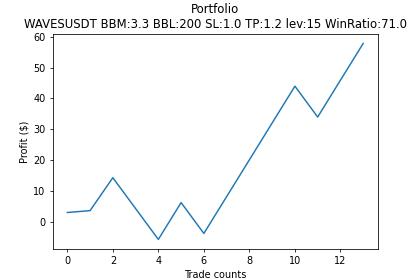 Portfolio
WAVESUSDT BBM:3.3 BBL:200 SL:1.0 TP:1.2 lev:15 WinRatio:71.0
60
50
40
30
20
10
0
Profit ($)
0 2 4 6 8 10 12
Trade counts